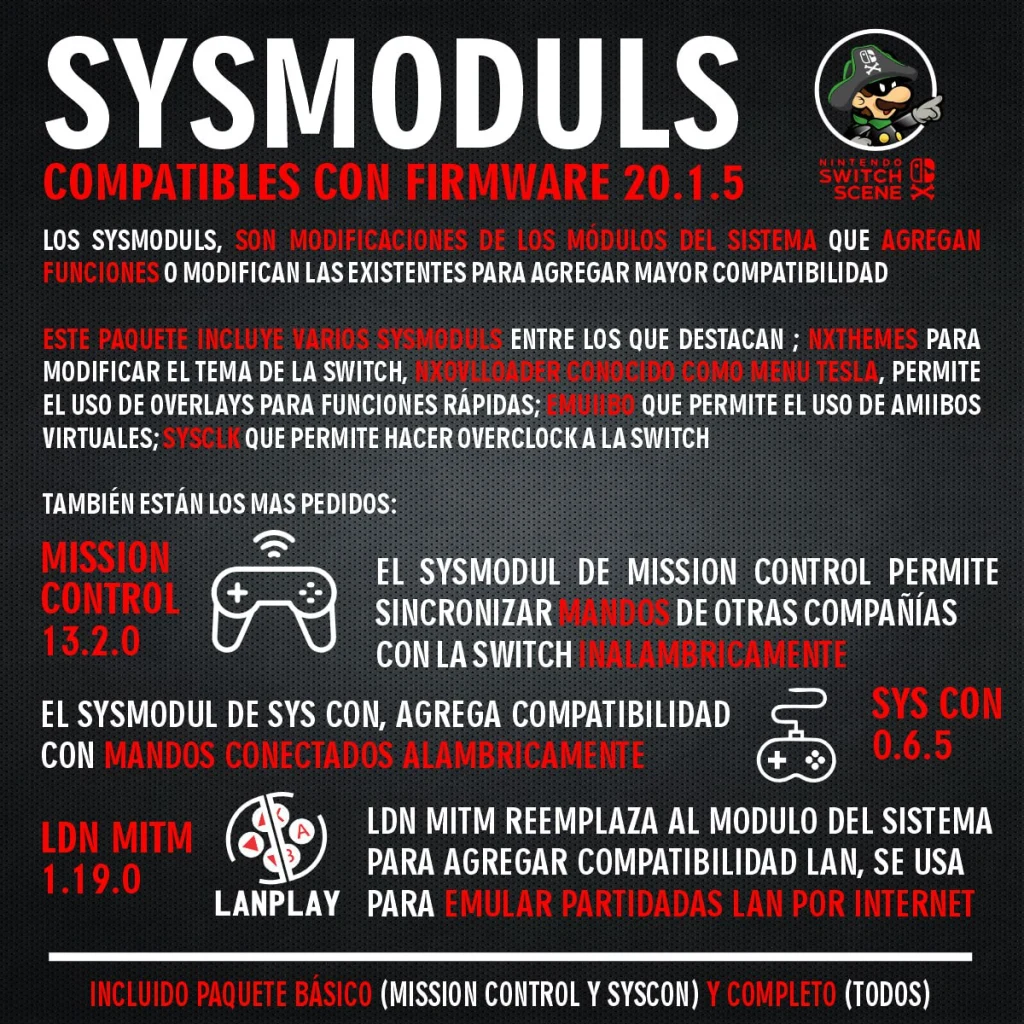 SYSMODULS
COMPATIBLES CON FIRMWARE 20.1.5
NINTENDO
SWITCH
SCENE
LOS SYSMODULS, SON MODIFICACIONES DE LOS MÓDULOS DEL SISTEMA QUE AGREGAN
FUNCIONES O MODIFICAN LAS EXISTENTES PARA AGREGAR MAYOR COMPATIBILIDAD
ESTE PAQUETE INCLUYE VARIOS SYSMODULS ENTRE LOS QUE DESTACAN ; NXTHEMES PARA
MODIFICAR EL TEMA DE LA SWITCH, NXOVLLOADER CONOCIDO COMO MENU TESLA, PERMITE
EL USO DE OVERLAYS PARA FUNCIONES RÁPIDAS; EMUIIBO QUE PERMITE EL USO DE AMIIBOS
VIRTUALES; SYSCLK QUE PERMITE HACER OVERCLOCK A LA SWITCH
TAMBIÉN ESTÁN LOS MAS PEDIDOS:
MISSION
CONTROL
13.2.0
EL SYSMODUL DE MISSION CONTROL PERMITE
SINCRONIZAR MANDOS DE OTRAS COMPAÑÍAS
CON LA SWITCH INALAMBRICAMENTE
EL SYSMODUL DE SYS CON, AGREGA COMPATIBILIDAD
CON MANDOS CONECTADOS ALAMBRICAMENTE
SYS CON
0.6.5
LDN MITM
1.19.0
X
A
B
LANPLAY
LDN MITM REEMPLAZA AL MODULO DEL SISTEMA
PARA AGREGAR COMPATIBILIDAD LAN, SE USA
PARA EMULAR PARTIDADAS LAN POR INTERNET
INCLUIDO PAQUETE BÁSICO (MISSION CONTROL Y SYSCON) Y COMPLETO (TODOS)